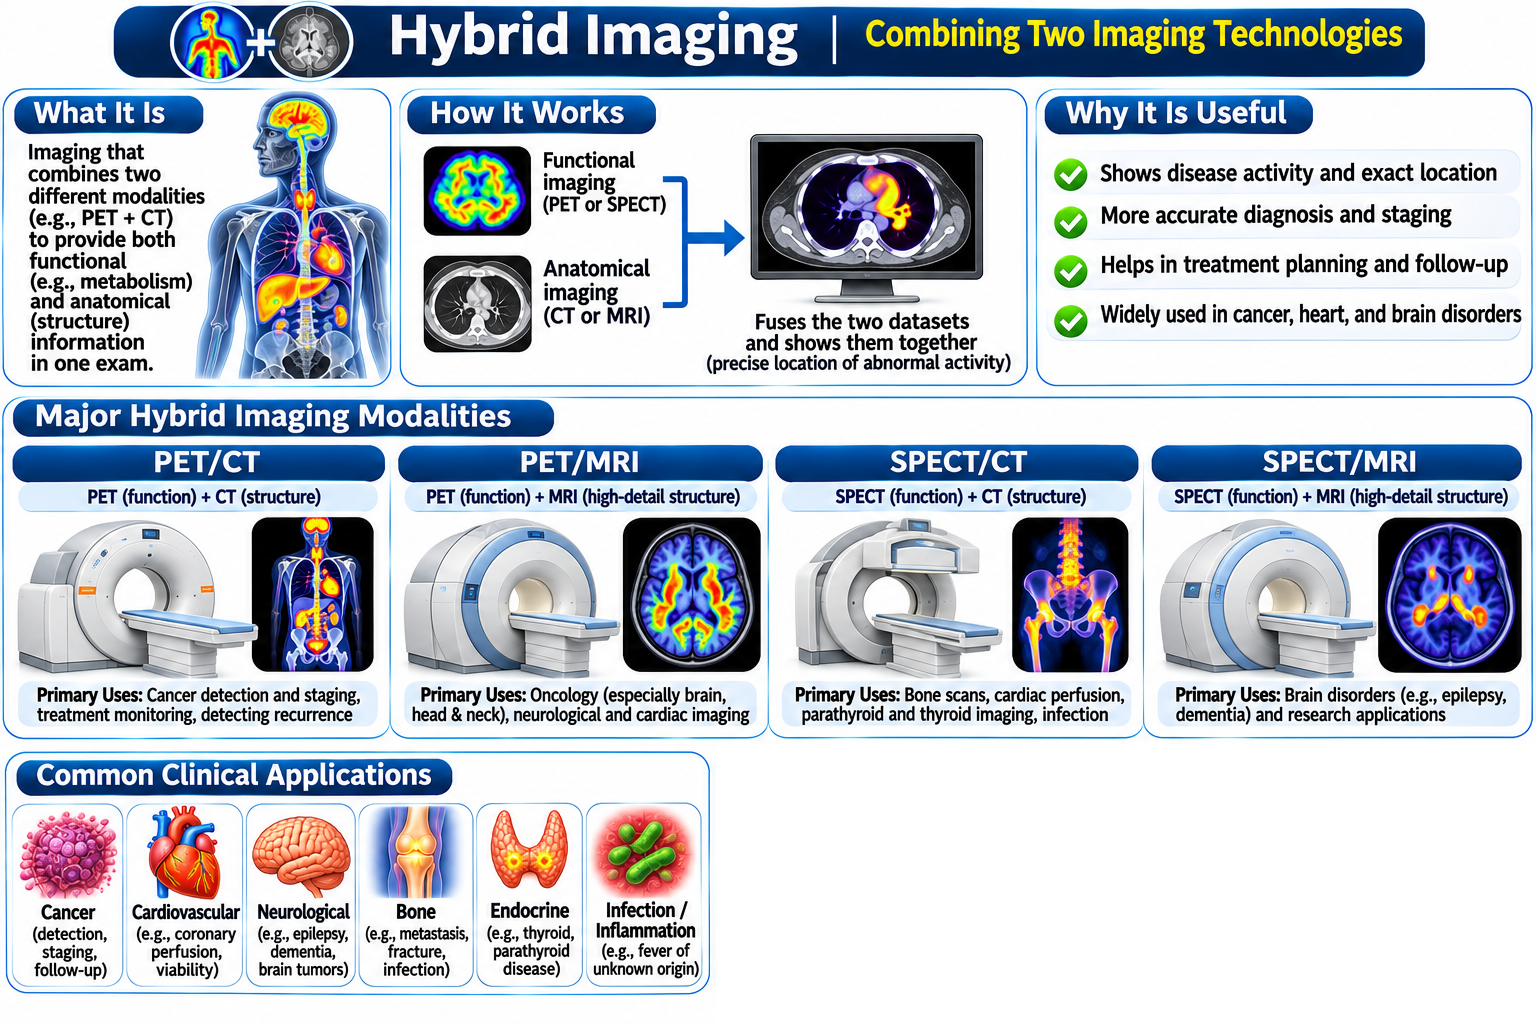 Hybrid Imaging | Combining Two Imaging Technologies
What It Is
Imaging that
combines two
different modalities
(e.g., PET + CT)
to provide both
functional
(e.g., metabolism)
and anatomical
(structure)
information
in one exam.
How It Works
Functional
imaging
(PET or SPECT)
Anatomical
imaging
(CT or MRI)
Fuses the two datasets
and shows them together
(precise location of abnormal activity)
Why It Is Useful
Shows disease activity and exact location
More accurate diagnosis and staging
Helps in treatment planning and follow-up
Widely used in cancer, heart, and brain disorders
Major Hybrid Imaging Modalities
PET/CT
PET (function) + CT (structure)
Primary Uses: Cancer detection and staging,
treatment monitoring, detecting recurrence
PET/MRI
PET (function) + MRI (high-detail structure)
Primary Uses: Oncology (especially brain,
head & neck), neurological and cardiac imaging
SPECT/CT
SPECT (function) + CT (structure)
Primary Uses: Bone scans, cardiac perfusion,
parathyroid and thyroid imaging, infection
SPECT/MRI
SPECT (function) + MRI (high-detail structure)
Primary Uses: Brain disorders (e.g., epilepsy,
dementia) and research applications
Common Clinical Applications
Cancer
(detection,
staging,
follow-up)
Cardiovascular
(e.g., coronary
perfusion,
viability)
Neurological
(e.g., epilepsy,
dementia,
brain tumors)
Bone
(e.g., metastasis,
fracture,
infection)
Endocrine
(e.g., thyroid,
parathyroid
disease)
Infection /
Inflammation
(e.g., fever of
unknown origin)